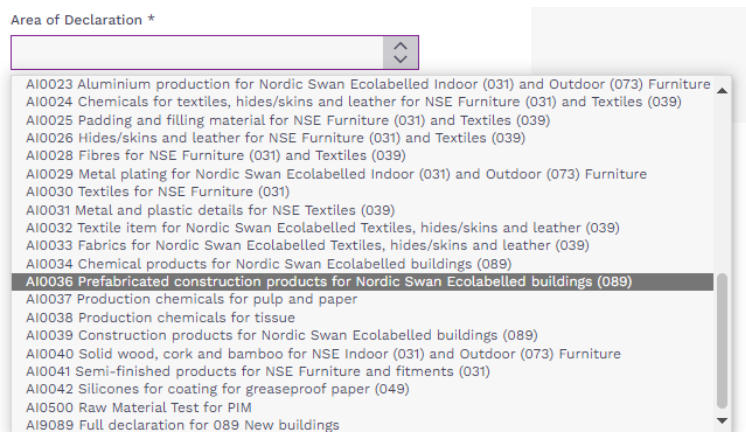 Area of Declaration *
AI0023 Aluminium production for Nordic Swan Ecolabelled Indoor (031) and Outdoor (073) Furniture
AI0024 Chemicals for textiles, hides/skins and leather for NSE Furniture (031) and Textiles (039)
AI0025 Padding and filling material for NSE Furniture (031) and Textiles (039)
AI0026 Hides/skins and leather for NSE Furniture (031) and Textiles (039)
AI0028 Fibres for NSE Furniture (031) and Textiles (039)
AI0029 Metal plating for Nordic Swan Ecolabelled Indoor (031) and Outdoor (073) Furniture
AI0030 Textiles for NSE Furniture (031)
AI0031 Metal and plastic details for NSE Textiles (039)
AI0032 Textile item for Nordic Swan Ecolabelled Textiles, hides/skins and leather (039)
AI0033 Fabrics for Nordic Swan Ecolabelled Textiles, hides/skins and leather (039)
AI0034 Chemical products for Nordic Swan Ecolabelled buildings (089)
AI0036 Prefabricated construction products for Nordic Swan Ecolabelled buildings (089)
AI0037 Production chemicals for pulp and paper
AI0038 Production chemicals for tissue
AI0039 Construction products for Nordic Swan Ecolabelled buildings (089)
AI0040 Solid wood, cork and bamboo for NSE Indoor (031) and Outdoor (073) Furniture
AI0041 Semi-finished products for NSE Furniture and fitments (031)
AI0042 Silicones for coating for greaseproof paper (049)
AI0500 Raw Material Test for PIM
AI9089 Full declaration for 089 New buildings